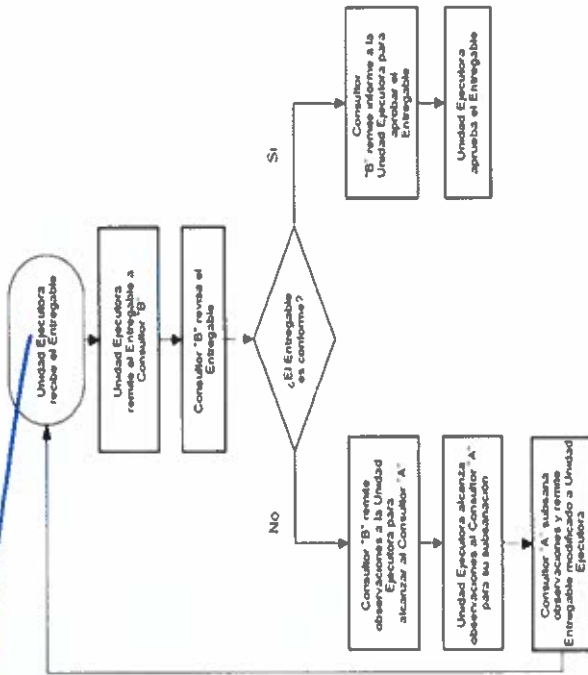 Unidad Ejecutora
recibe el Entregable
Unidad Ejecutora
remite el Entregable a
Consultor "B"
Consultor "B" revisa el
Entregable
¿El Entregable
es conforme?
No
Si
Consultor "B" remite
observaciones a la Unidad
Ejecutora para
alcanzar al Consultor "A"
Unidad Ejecutora alcanza
observaciones al Consultor "A"
para su subsanación
Consultor "A" subsana
observaciones y remite
Entregable modificado a Unidad
Ejecutora
Consultor
"B" remite informe a la
Unidad Ejecutora para
aprobar el
Entregable
Unidad Ejecutora
aprueba el Entregable